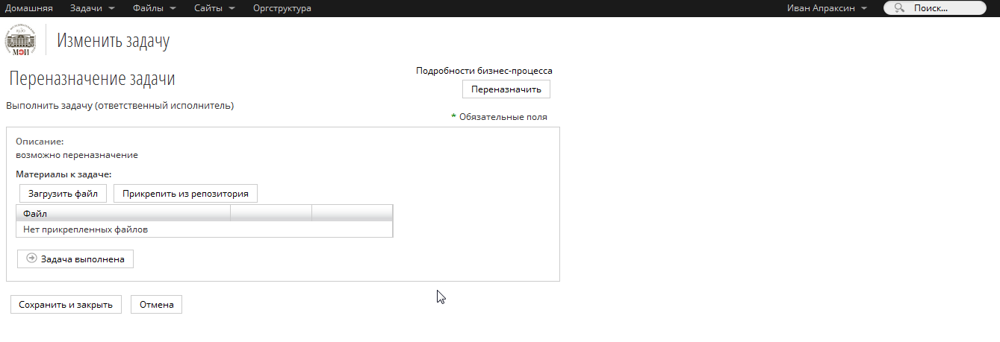 Домашняя Задачи Файлы Сайты Оргструктура Иван Апраксин Поиск...
МЭИ Изменить задачу
Переназначение задачи
Подробности бизнес-процесса
Переназначить
Выполнить задачу (ответственный исполнитель)
* Обязательные поля
Описание:
возможно переназначение
Материалы к задаче:
Загрузить файл Прикрепить из репозитория
Файл
Нет прикрепленных файлов
Задача выполнена
Сохранить и закрыть Отмена